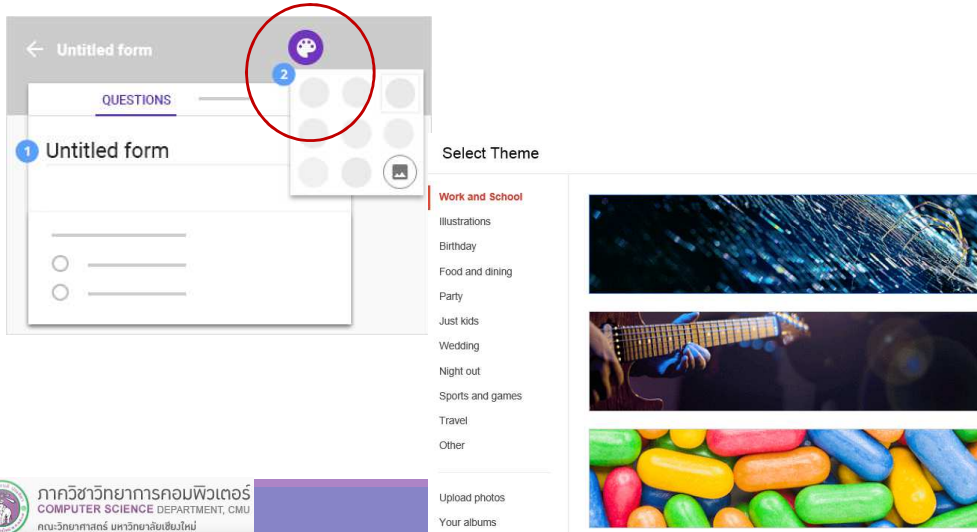 Untitled form
2
QUESTIONS
1 Untitled form
Select Theme
Work and School
Illustrations
Birthday
Food and dining
Party
Just kids
Wedding
Night out
Sports and games
Travel
Other
Upload photos
Your albums
ภาควิชาวิทยาการคอมพิวเตอร์
COMPUTER SCIENCE DEPARTMENT, CMU
คณะวิทยาศาสตร์ มหาวิทยาลัยเชียงใหม่